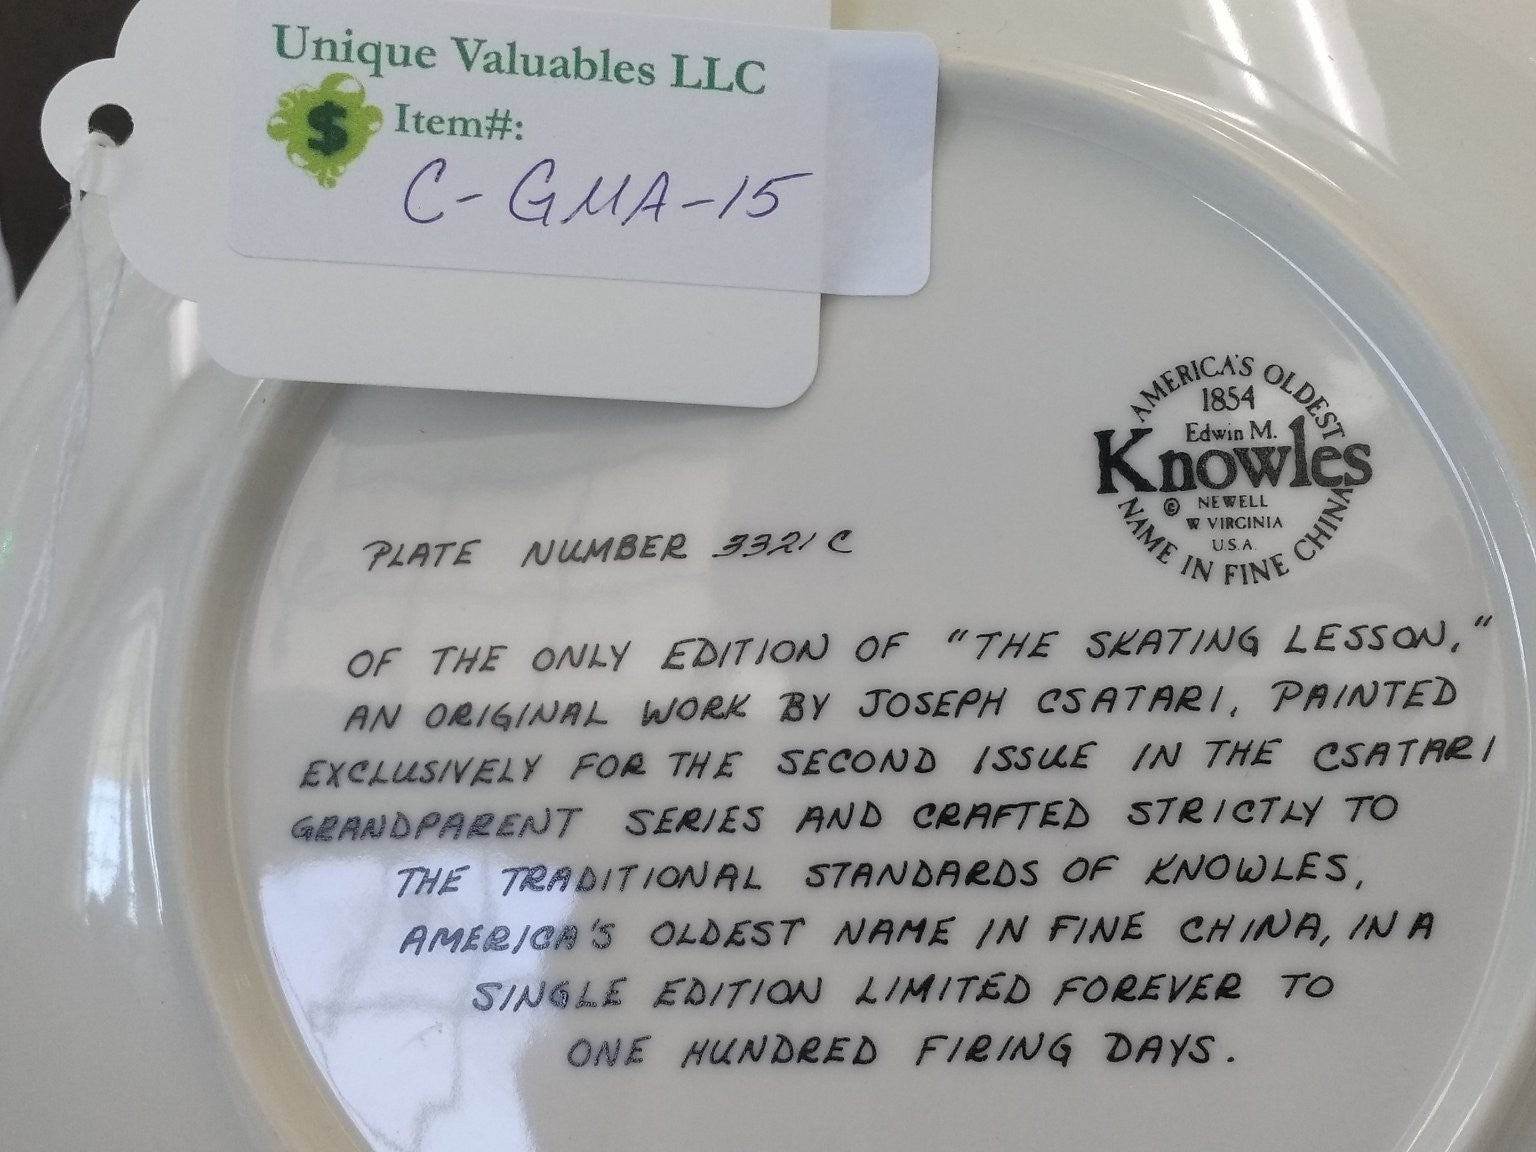 Unique Valuables LLC
$
Item#:
C-GMA-15
AMERICA'S OLDEST
1854
Edwin M.
Knowles
© NEWELL
W VIRGINIA
U.S.A.
NAME IN FINE CHINA
PLATE NUMBER 3321 C
OF THE ONLY EDITION OF "THE SKATING LESSON,"
AN ORIGINAL WORK BY JOSEPH CSATARI, PAINTED
EXCLUSIVELY FOR THE SECOND ISSUE IN THE CSATARI
GRANDPARENT SERIES AND CRAFTED STRICTLY TO
THE TRADITIONAL STANDARDS OF KNOWLES,
AMERICA'S OLDEST NAME IN FINE CHINA, IN A
SINGLE EDITION LIMITED FOREVER TO
ONE HUNDRED FIRING DAYS.